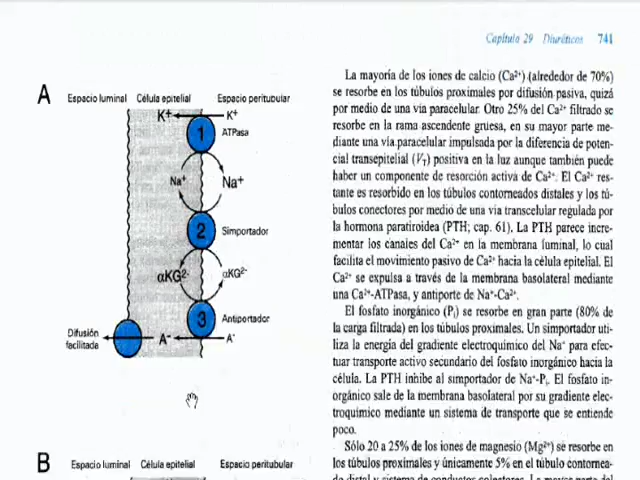 Capítulo 29 Diuréticos 741
A
Espacio luminal Célula epitelial Espacio peritubular
K+ K+
1 ATPasa
Na+ Na+
2 Simportador
αKG2- αKG2-
3 Antiportador
Difusión
facilitada
A- A-
B
Espacio luminal Célula epitelial Espacio peritubular
La mayoría de los iones de calcio (Ca²⁺) (alrededor de 70%)
se resorbe en los túbulos proximales por difusión pasiva, quizá
por medio de una vía paracelular. Otro 25% del Ca²⁺ filtrado se
resorbe en la rama ascendente gruesa, en su mayor parte me-
diante una vía paracelular impulsada por la diferencia de poten-
cial transepitelial (V_T) positiva en la luz aunque también puede
haber un componente de resorción activa de Ca²⁺. El Ca²⁺ res-
tante es resorbido en los túbulos contorneados distales y los tú-
bulos conectores por medio de una vía transcelular regulada por
la hormona paratiroidea (PTH; cap. 61). La PTH parece incre-
mentar los canales del Ca²⁺ en la membrana luminal, lo cual
facilita el movimiento pasivo de Ca²⁺ hacia la célula epitelial. El
Ca²⁺ se expulsa a través de la membrana basolateral mediante
una Ca²⁺-ATPasa, y antiporte de Na⁺-Ca²⁺.
El fosfato inorgánico (Pᵢ) se resorbe en gran parte (80% de
la carga filtrada) en los túbulos proximales. Un simportador uti-
liza la energía del gradiente electroquímico del Na⁺ para efec-
tuar transporte activo secundario del fosfato inorgánico hacia la
célula. La PTH inhibe al simportador de Na⁺-Pᵢ. El fosfato in-
orgánico sale de la membrana basolateral por su gradiente elec-
troquímico mediante un sistema de transporte que se entiende
poco.
Sólo 20 a 25% de los iones de magnesio (Mg²⁺) se resorbe en
los túbulos proximales y únicamente 5% en el túbulo contornea-